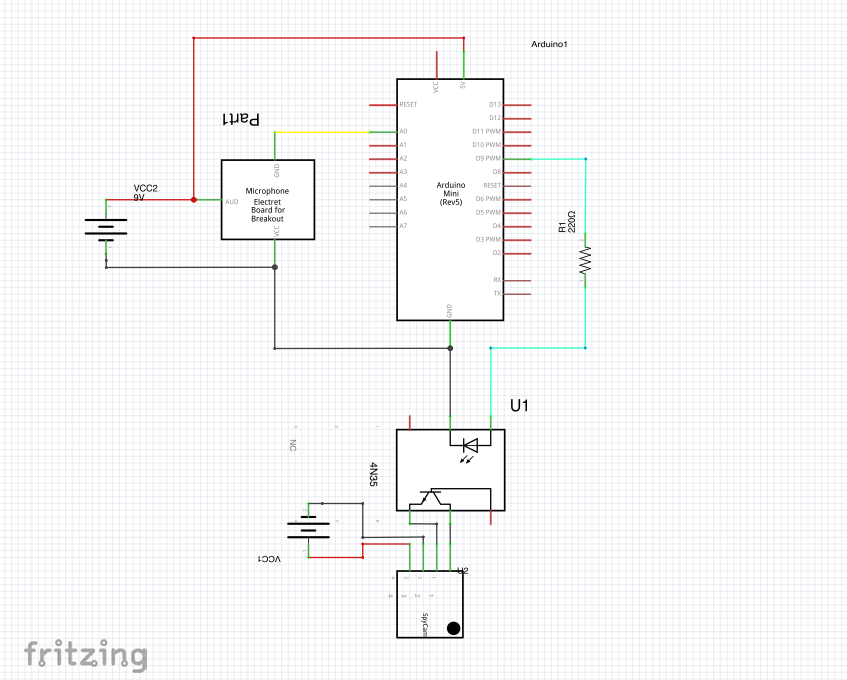 Arduino1
VCC
5V
Part1
RESET
A0
A1
A2
A3
A4
A5
A6
A7
D13
D12
D11 PWM
D10 PWM
D9 PWM
D8
RESET
D6 PWM
D5 PWM
D4
D3 PWM
D2
RX
TX
GND
Arduino
Mini
(Rev5)
GND
Microphone
AUD
Electret
Board for
Breakout
VCC
VCC2
9V
R1
220Ω
U1
NC
4N35
VCC1
U2
4
3
2
1
SpyCam
fritzing